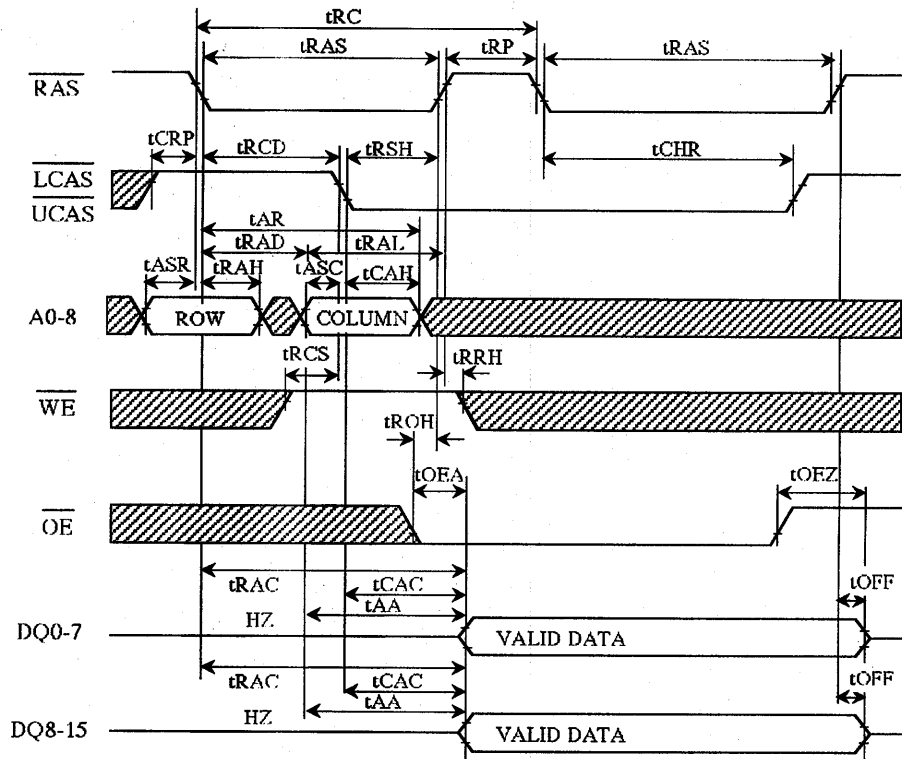 tRC
tRAS tRP tRAS
RAS
tCRP tRCD tRSH tCHR
LCAS
UCAS
tAR
tRAD tRAL
tASR tRAH tASC tCAH
A0-8 ROW COLUMN
tRCS tRRH
WE
tROH
tOEA tOEZ
OE
tRAC tCAC tOFF
tAA
HZ
DQ0-7 VALID DATA
tRAC tCAC tOFF
tAA
HZ
DQ8-15 VALID DATA